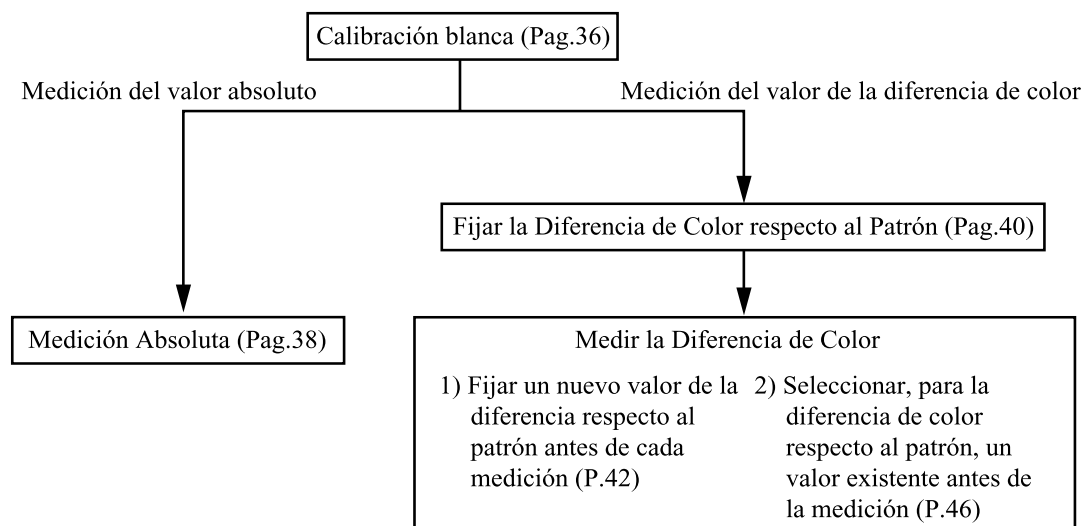 Calibración blanca (Pag.36)
Medición del valor absoluto
Medición del valor de la diferencia de color
Fijar la Diferencia de Color respecto al Patrón (Pag.40)
Medición Absoluta (Pag.38)
Medir la Diferencia de Color
1) Fijar un nuevo valor de la
diferencia respecto al
patrón antes de cada
medición (P.42)
2) Seleccionar, para la
diferencia de color
respecto al patrón, un
valor existente antes de
la medición (P.46)